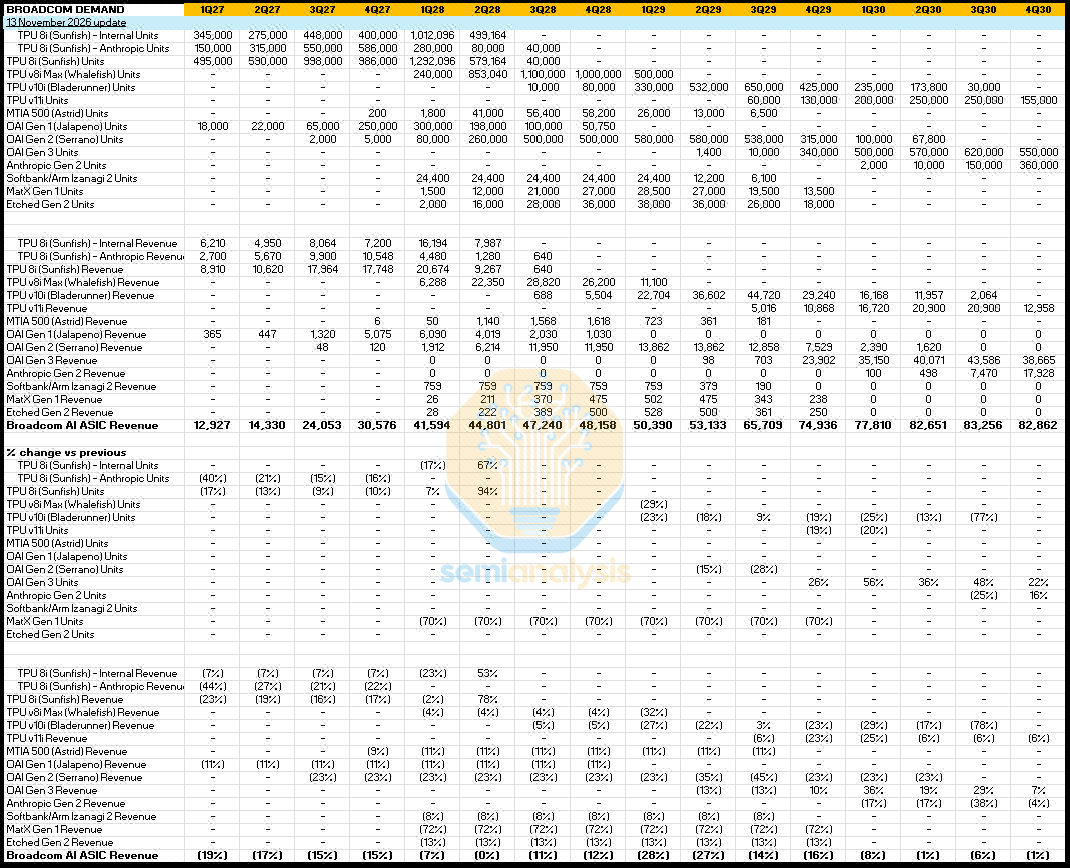 BROADCOM DEMAND 1Q27 2Q27 3Q27 4Q27 1Q28 2Q28 3Q28 4Q28 1Q29 2Q29 3Q29 4Q29 1Q30 2Q30 3Q30 4Q30
13 November 2026 update
TPU 8i (Sunfish) - Internal Units 345,000 275,000 448,000 400,000 1,012,096 499,164 - - - - - - - - - -
TPU 8i (Sunfish) - Anthropic Units 150,000 315,000 550,000 586,000 280,000 80,000 40,000 - - - - - - - - -
TPU 8i (Sunfish) Units 495,000 590,000 998,000 986,000 1,292,096 579,164 40,000 - - - - - - - - -
TPU v8i Max (Whalefish) Units - - - - 240,000 853,040 1,100,000 1,000,000 500,000 - - - - - - -
TPU v10i (Bladerunner) Units - - - - - - 10,000 80,000 330,000 532,000 650,000 425,000 235,000 173,800 30,000 -
TPU v11i Units - - - - - - - - - - 60,000 130,000 200,000 250,000 250,000 155,000
MTIA 500 (Astrid) Units - - - 200 1,800 41,000 56,400 58,200 26,000 13,000 6,500 - - - - -
OAI Gen 1 (Jalapeno) Units 18,000 22,000 65,000 250,000 300,000 198,000 100,000 50,750 - - - - - - - -
OAI Gen 2 (Serrano) Units - - 2,000 5,000 80,000 260,000 500,000 500,000 580,000 580,000 538,000 315,000 100,000 67,800 - -
OAI Gen 3 Units - - - - - - - - - 1,400 10,000 340,000 500,000 570,000 620,000 550,000
Anthropic Gen 2 Units - - - - - - - - - - - - 2,000 10,000 150,000 360,000
Softbank/Arm Izanagi 2 Units - - - - 24,400 24,400 24,400 24,400 24,400 12,200 6,100 - - - - -
MatX Gen 1 Units - - - - 1,500 12,000 21,000 27,000 28,500 27,000 19,500 13,500 - - - -
Etched Gen 2 Units - - - - 2,000 16,000 28,000 36,000 38,000 36,000 26,000 18,000 - - - -
TPU 8i (Sunfish) - Internal Revenue 6,210 4,950 8,064 7,200 16,194 7,987 - - - - - - - - - -
TPU 8i (Sunfish) - Anthropic Revenu 2,700 5,670 9,900 10,548 4,480 1,280 640 - - - - - - - - -
TPU 8i (Sunfish) Revenue 8,910 10,620 17,964 17,748 20,674 9,267 640 - - - - - - - - -
TPU v8i Max (Whalefish) Revenue - - - - 6,288 22,350 28,820 26,200 11,100 - - - - - - -
TPU v10i (Bladerunner) Revenue - - - - - - 688 5,504 22,704 36,602 44,720 29,240 16,168 11,957 2,064 -
TPU v11i Revenue - - - - - - - - - - 5,016 10,868 16,720 20,900 20,900 12,958
MTIA 500 (Astrid) Revenue - - - 6 50 1,140 1,568 1,618 723 361 181 - - - - -
OAI Gen 1 (Jalapeno) Revenue 365 447 1,320 5,075 6,090 4,019 2,030 1,030 0 0 0 0 0 0 0 0
OAI Gen 2 (Serrano) Revenue - - 48 120 1,912 6,214 11,950 11,950 13,862 13,862 12,858 7,529 2,390 1,620 0 0
OAI Gen 3 Revenue - - - - 0 0 0 0 0 98 703 23,902 35,150 40,071 43,586 38,665
Anthropic Gen 2 Revenue - - - - 0 0 0 0 0 0 0 0 100 498 7,470 17,928
Softbank/Arm Izanagi 2 Revenue - - - - 759 759 759 759 759 379 190 0 0 0 0 0
MatX Gen 1 Revenue - - - - 26 211 370 475 502 475 343 238 0 0 0 0
Etched Gen 2 Revenue - - - - 28 222 389 500 528 500 361 250 0 0 0 0
Broadcom AI ASIC Revenue 12,927 14,330 24,053 30,576 41,594 44,801 47,240 48,158 50,390 53,133 65,709 74,936 77,810 82,651 83,256 82,862
% change vs previous
TPU 8i (Sunfish) - Internal Units - - - - (17%) 67% - - - - - - - - - -
TPU 8i (Sunfish) - Anthropic Units (40%) (21%) (15%) (16%) - - - - - - - - - - - -
TPU 8i (Sunfish) Units (17%) (13%) (9%) (10%) 7% 94% - - - - - - - - - -
TPU v8i Max (Whalefish) Units - - - - - - - - (29%) - - - - - - -
TPU v10i (Bladerunner) Units - - - - - - - - (23%) (18%) 9% (19%) (25%) (13%) (77%) -
TPU v11i Units - - - - - - - - - - - (19%) (20%) - - -
MTIA 500 (Astrid) Units - - - - - - - - - - - - - - - -
OAI Gen 1 (Jalapeno) Units - - - - - - - - - - - - - - - -
OAI Gen 2 (Serrano) Units - - - - - - - - - (15%) (28%) - - - - -
OAI Gen 3 Units - - - - - - - - - - - 26% 56% 36% 48% 22%
Anthropic Gen 2 Units - - - - - - - - - - - - - - (25%) 16%
Softbank/Arm Izanagi 2 Units - - - - - - - - - - - - - - - -
MatX Gen 1 Units - - - - (70%) (70%) (70%) (70%) (70%) (70%) (70%) (70%) - - - -
Etched Gen 2 Units - - - - - - - - - - - - - - - -
TPU 8i (Sunfish) - Internal Revenue (7%) (7%) (7%) (7%) (23%) 53% - - - - - - - - - -
TPU 8i (Sunfish) - Anthropic Revenu (44%) (27%) (21%) (22%) - - - - - - - - - - - -
TPU 8i (Sunfish) Revenue (23%) (19%) (16%) (17%) (2%) 78% - - - - - - - - - -
TPU v8i Max (Whalefish) Revenue - - - - (4%) (4%) (4%) (4%) (32%) - - - - - - -
TPU v10i (Bladerunner) Revenue - - - - - - (5%) (5%) (27%) (22%) 3% (23%) (29%) (17%) (78%) -
TPU v11i Revenue - - - - - - - - - - (6%) (23%) (25%) (6%) (6%) (6%)
MTIA 500 (Astrid) Revenue - - - (9%) (11%) (11%) (11%) (11%) (11%) (11%) (11%) - - - - -
OAI Gen 1 (Jalapeno) Revenue (11%) (11%) (11%) (11%) (11%) (11%) (11%) (11%) - - - - - - - -
OAI Gen 2 (Serrano) Revenue - - (23%) (23%) (23%) (23%) (23%) (23%) (23%) (35%) (45%) (23%) (23%) (23%) - -
OAI Gen 3 Revenue - - - - - - - - - (13%) (13%) 10% 36% 19% 29% 7%
Anthropic Gen 2 Revenue - - - - - - - - - - - - (17%) (17%) (38%) (4%)
Softbank/Arm Izanagi 2 Revenue - - - - (8%) (8%) (8%) (8%) (8%) (8%) (8%) - - - - -
MatX Gen 1 Revenue - - - - (72%) (72%) (72%) (72%) (72%) (72%) (72%) (72%) - - - -
Etched Gen 2 Revenue - - - - (13%) (13%) (13%) (13%) (13%) (13%) (13%) (13%) - - - -
Broadcom AI ASIC Revenue (19%) (17%) (15%) (15%) (7%) (0%) (11%) (12%) (28%) (27%) (14%) (16%) (8%) (1%) (6%) (1%)
semianalysis